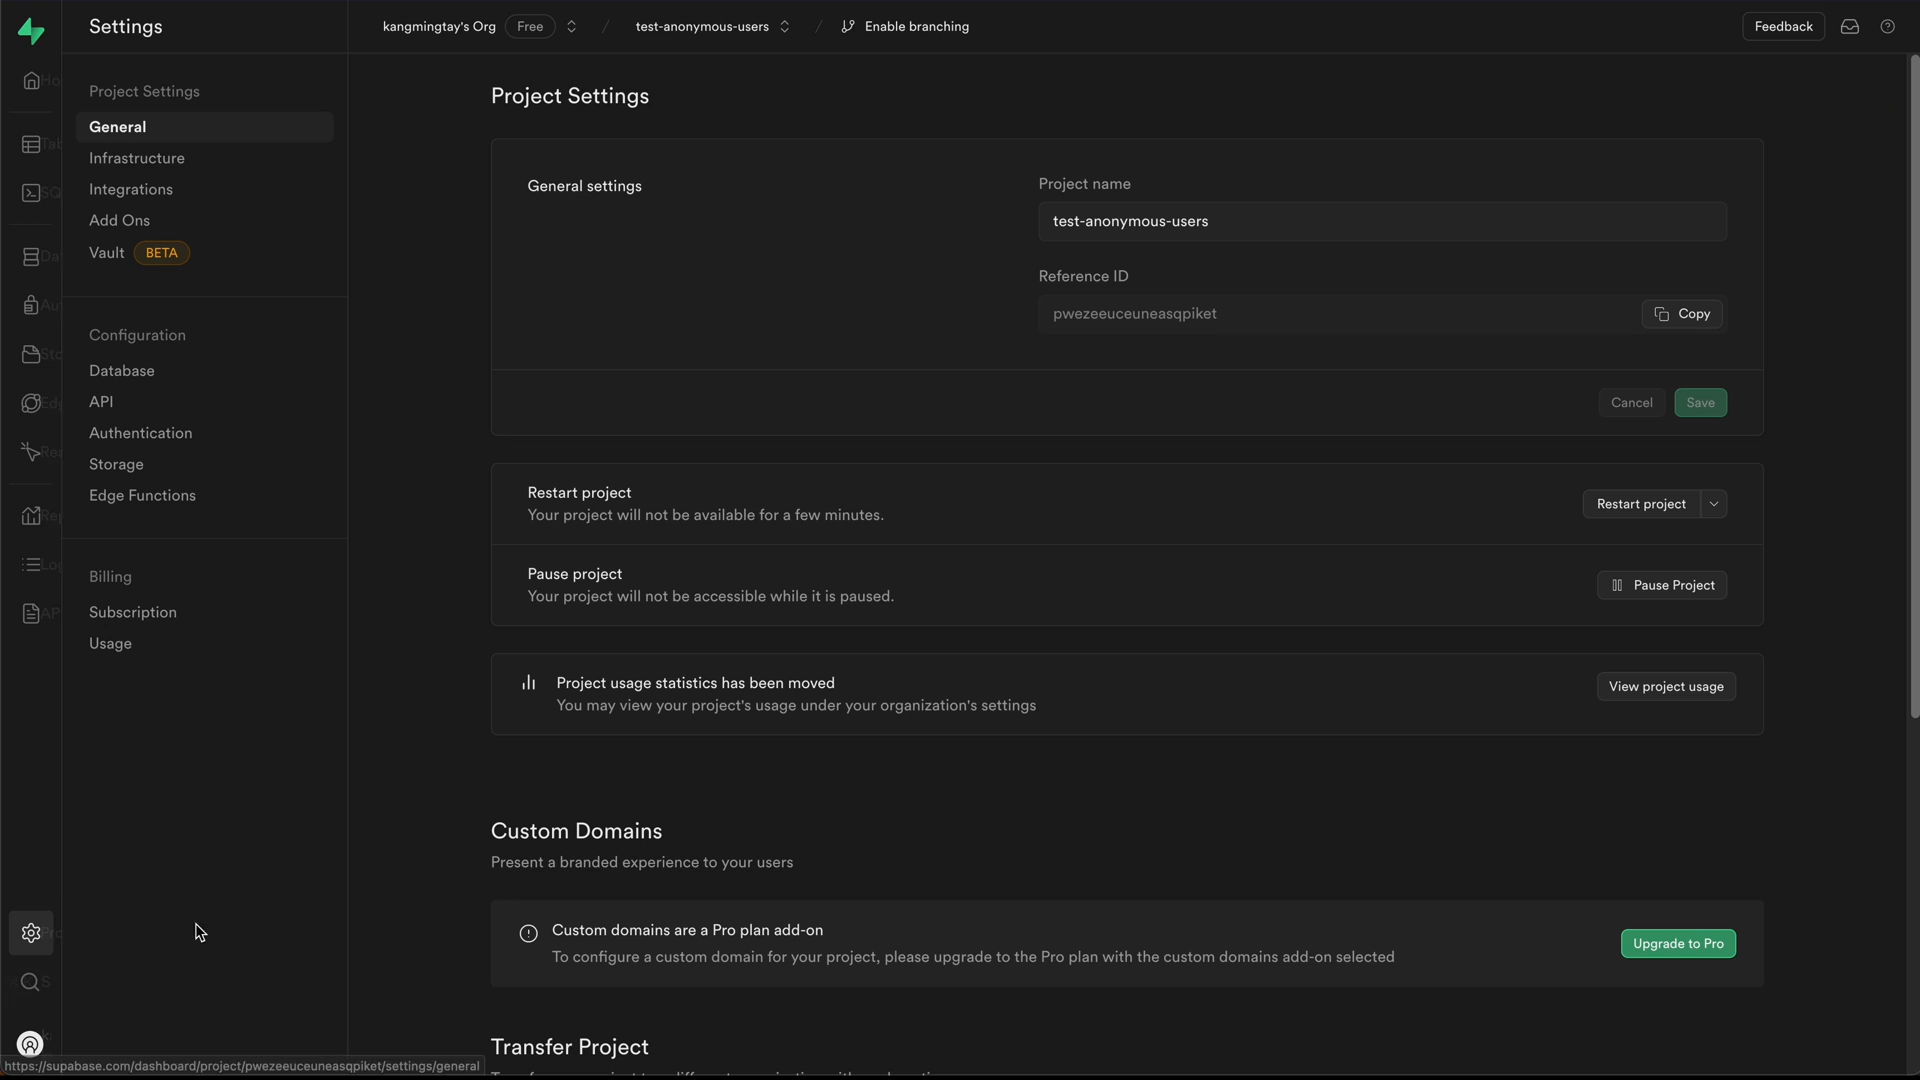 Settings
kangmingtay's Org Free / test-anonymous-users / Enable branching
Feedback
Project Settings
General
Infrastructure
Integrations
Add Ons
Vault BETA
Configuration
Database
API
Authentication
Storage
Edge Functions
Billing
Subscription
Usage
Project Settings
General settings
Project name
test-anonymous-users
Reference ID
pwezeeuceuneasqpiket
Copy
Cancel Save
Restart project
Your project will not be available for a few minutes.
Restart project
Pause project
Your project will not be accessible while it is paused.
Pause Project
Project usage statistics has been moved
You may view your project's usage under your organization's settings
View project usage
Custom Domains
Present a branded experience to your users
Custom domains are a Pro plan add-on
To configure a custom domain for your project, please upgrade to the Pro plan with the custom domains add-on selected
Upgrade to Pro
Transfer Project
https://supabase.com/dashboard/project/pwezeeuceuneasqpiket/settings/general